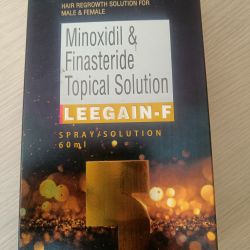 HAIR REGROWTH SOLUTION FOR
MALE & FEMALE
Minoxidil &
Finasteride
Topical Solution
LEEGAIN-F
SPRAY/SOLUTION
60ml